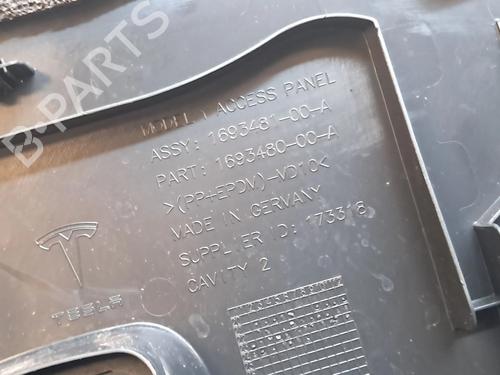 B-PARTS
MODEL Y ACCESS PANEL
ASSY: 1693481-00-A
PART: 1693480-00-A
>(PP+EPDM)-VD10<
MADE IN GERMANY
SUPPLIER ID: 173318
CAVITY 2
TESLA